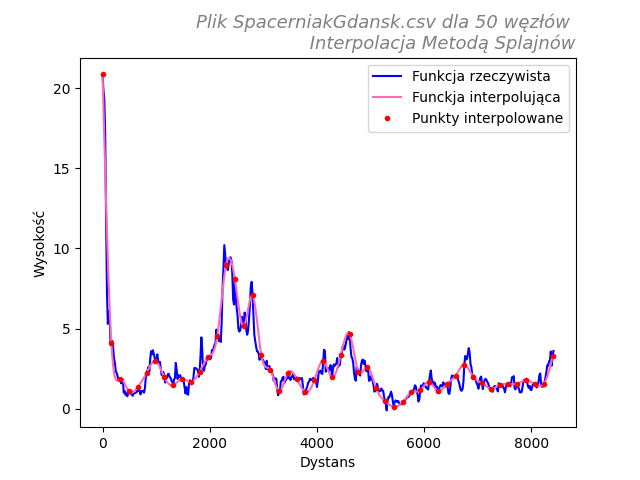 Plik SpacerniakGdansk.csv dla 50 węzłów
Interpolacja Metodą Splajnów
Funkcja rzeczywista
Funckja interpolująca
Punkty interpolowane
Wysokość
20
15
10
5
0
0 2000 4000 6000 8000
Dystans